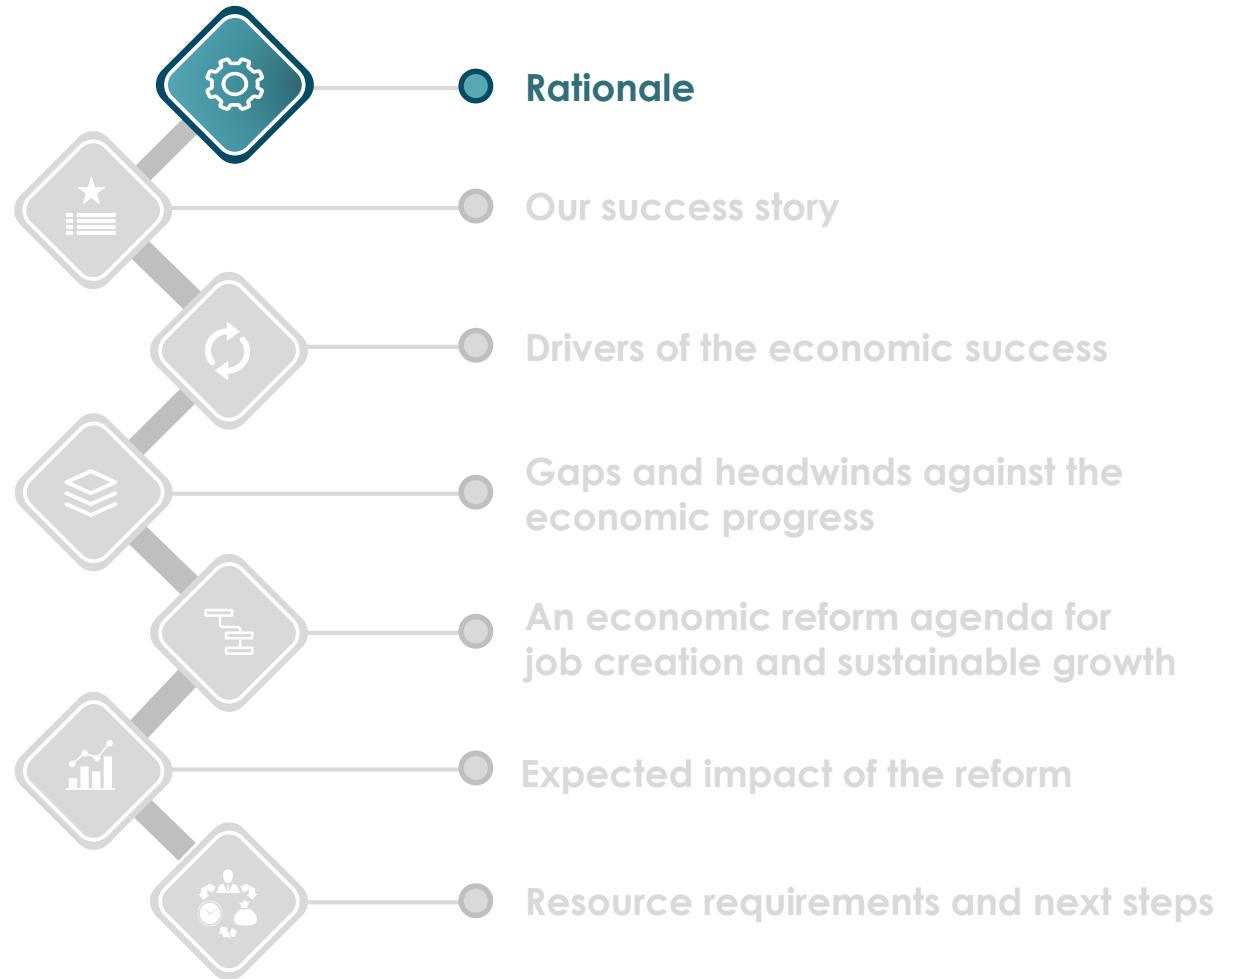 Rationale
Our success story
Drivers of the economic success
Gaps and headwinds against the
economic progress
An economic reform agenda for
job creation and sustainable growth
Expected impact of the reform
Resource requirements and next steps